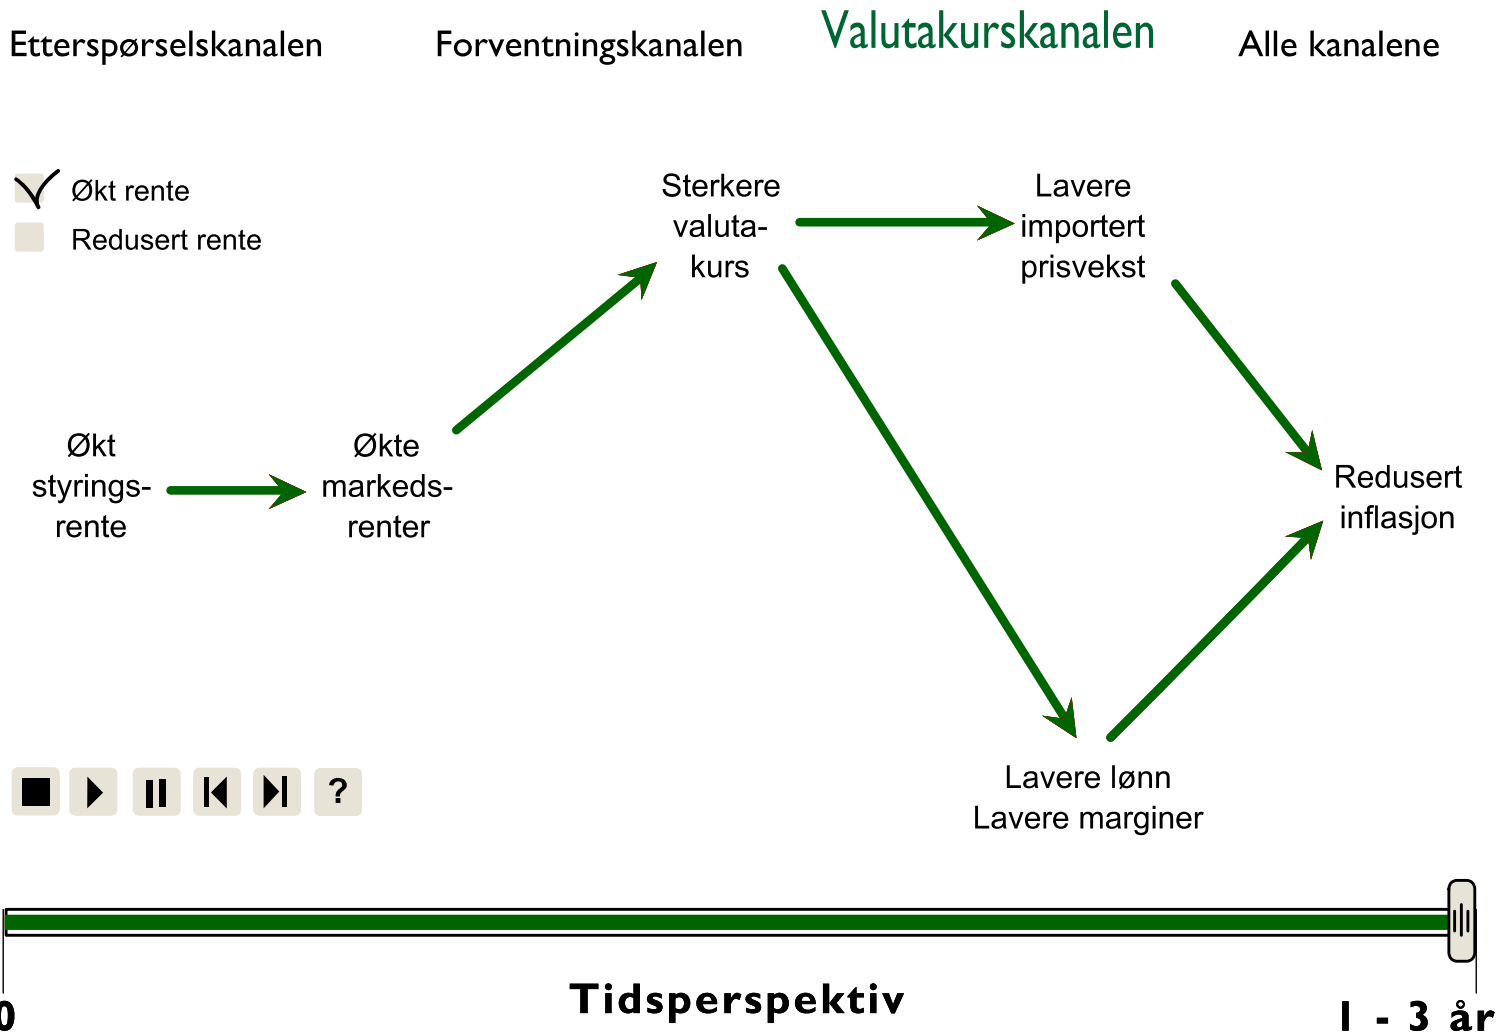 Etterspørselskanalen
Forventningskanalen
Valutakurskanalen
Alle kanalene
Økt rente
Redusert rente
Sterkere
valuta-
kurs
Lavere
importert
prisvekst
Økt
styrings-
rente
Økte
markeds-
renter
Redusert
inflasjon
Lavere lønn
Lavere marginer
?
0
Tidsperspektiv
1 - 3 år